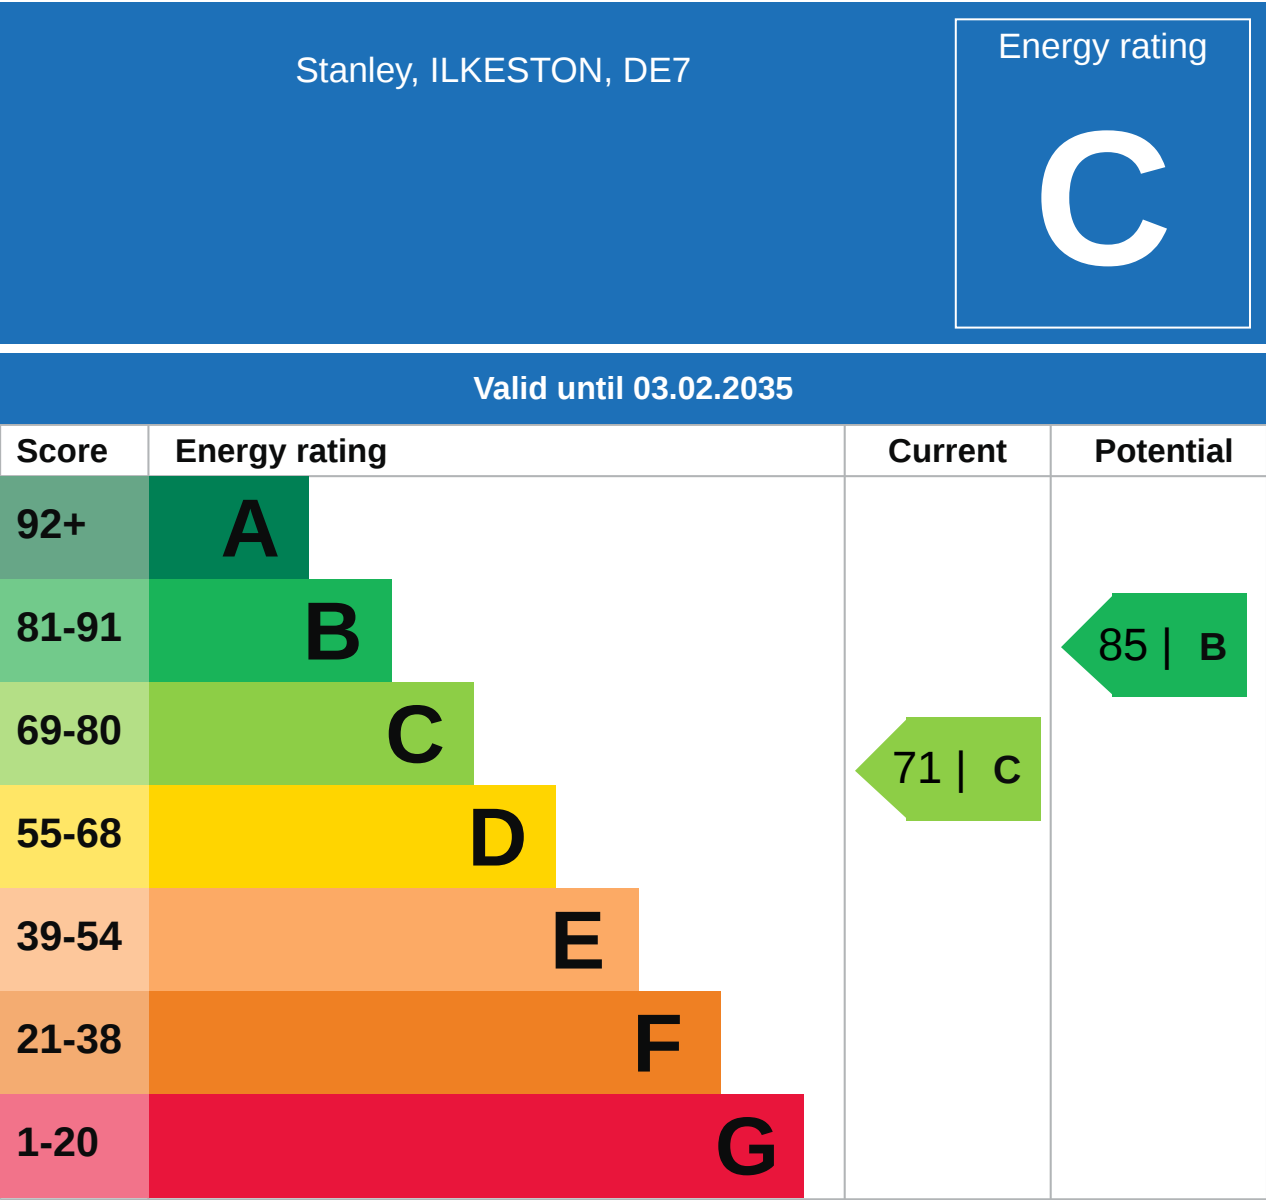 Stanley, ILKESTON, DE7
Energy rating
C
Valid until 03.02.2035
Score Energy rating Current Potential
92+ A
81-91 B 85 | B
69-80 C 71 | C
55-68 D
39-54 E
21-38 F
1-20 G